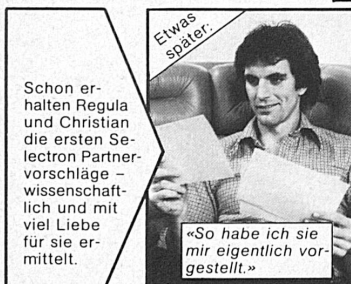 Schon er-
halten Regula
und Christian
die ersten Se-
lectron Partner-
vorschläge –
wissenschaft-
lich und mit
viel Liebe
für sie er-
mittelt.
Etwas
später:
«So habe ich sie
mir eigentlich vor-
gestellt.»